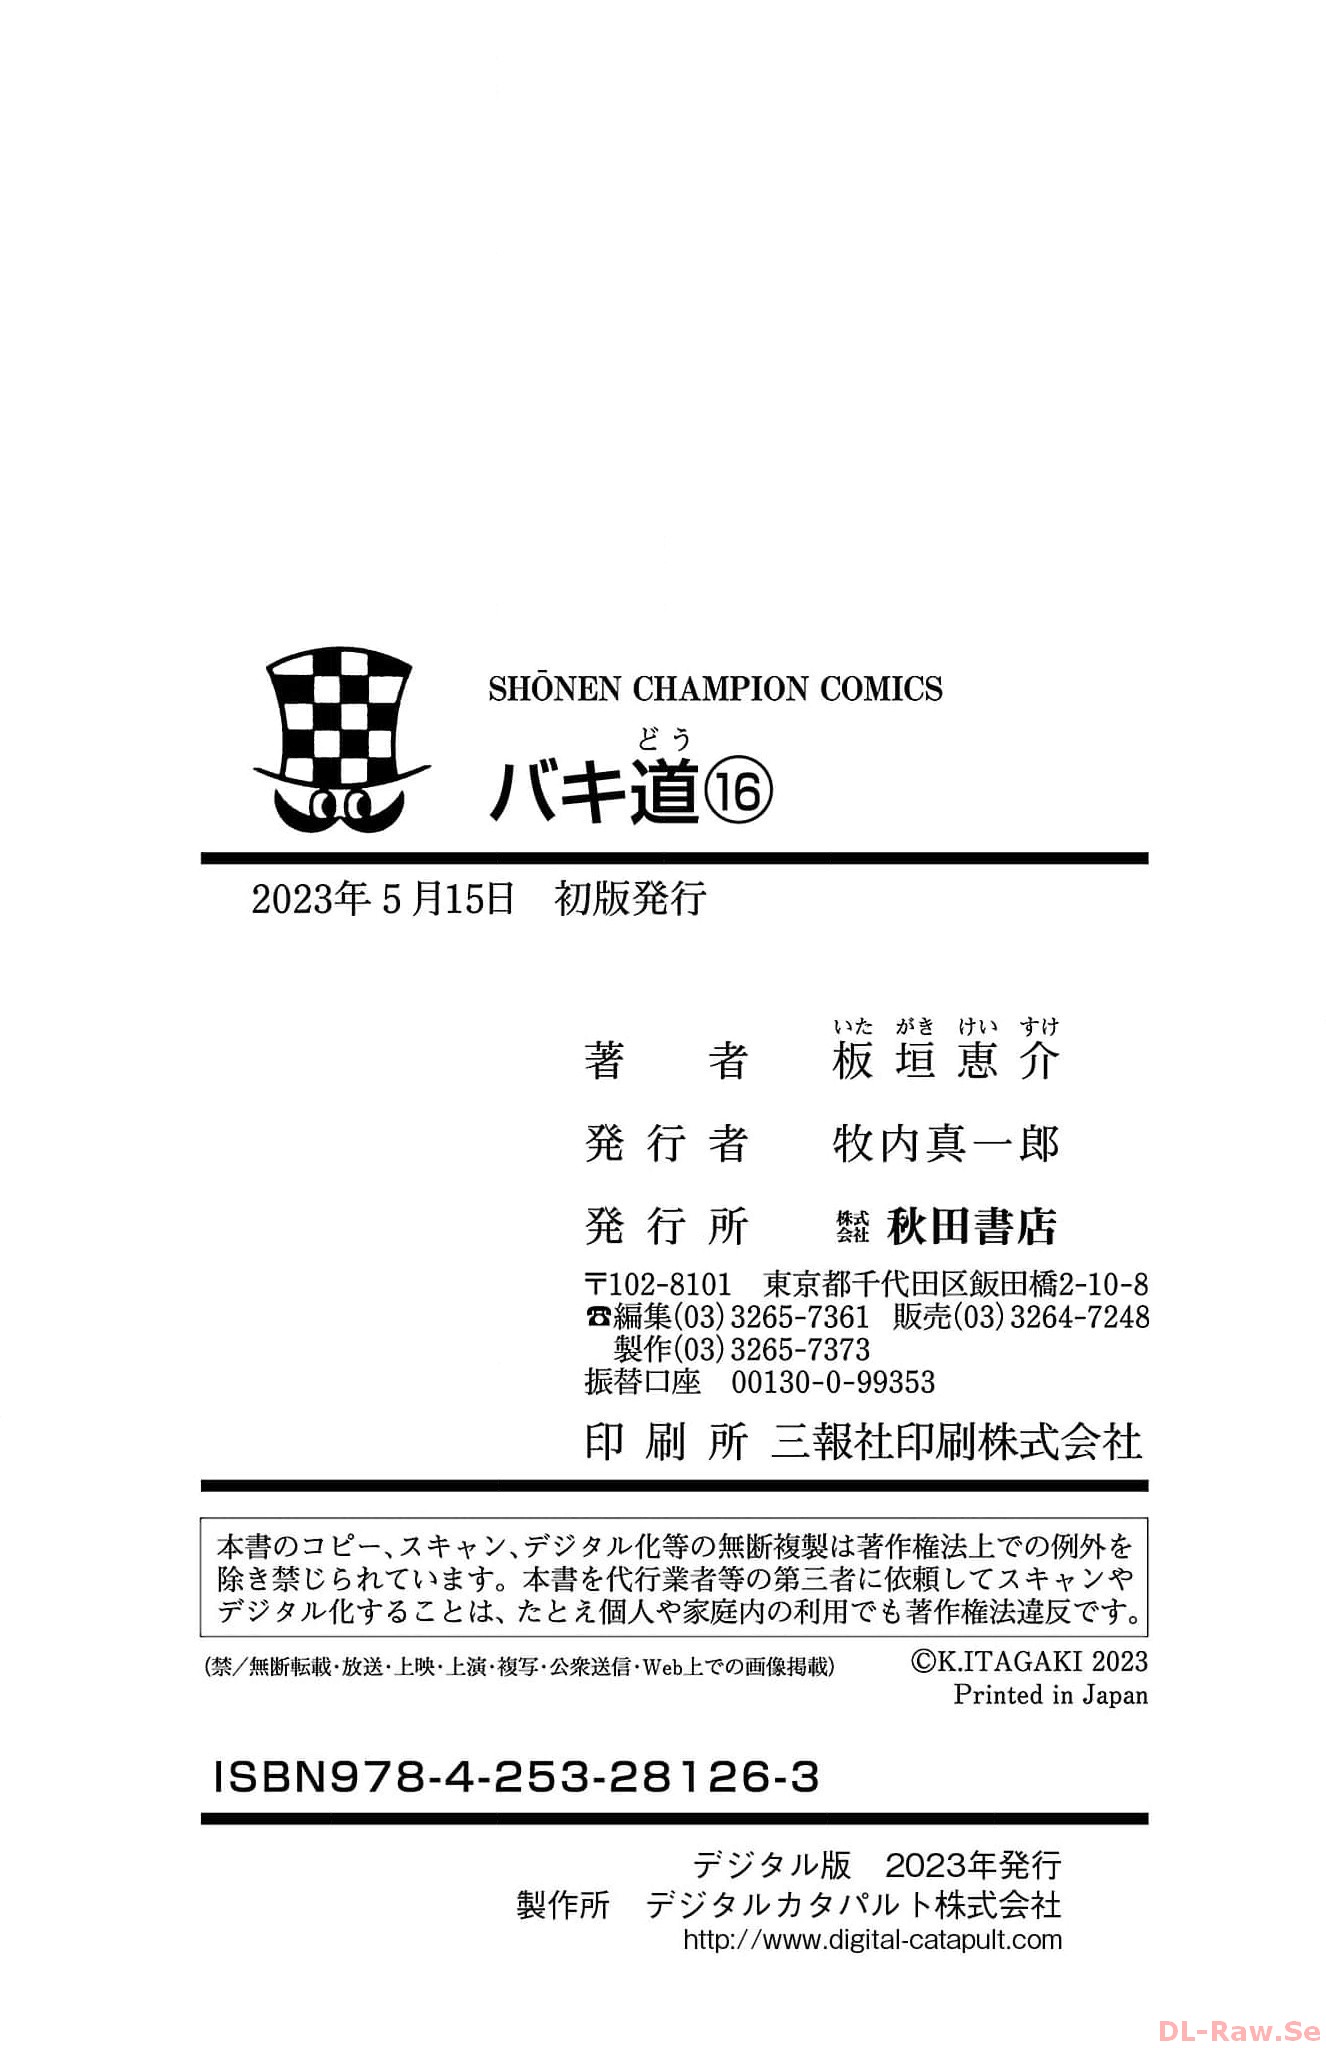 SHŌNEN CHAMPION COMICS
どう
バキ道⑯
2023年5月15日 初版発行
いた がき けい すけ
著者 板垣恵介
発行者 牧内真一郎
発行所 株式会社 秋田書店
〒102-8101 東京都千代田区飯田橋2-10-8
☎編集(03)3265-7361 販売(03)3264-7248
製作(03)3265-7373
振替口座 00130-0-99353
印刷所 三報社印刷株式会社
本書のコピー、スキャン、デジタル化等の無断複製は著作権法上での例外を
除き禁じられています。本書を代行業者等の第三者に依頼してスキャンや
デジタル化することは、たとえ個人や家庭内の利用でも著作権法違反です。
(禁／無断転載・放送・上映・上演・複写・公衆送信・Web上での画像掲載)
©K.ITAGAKI 2023
Printed in Japan
ISBN978-4-253-28126-3
デジタル版 2023年発行
製作所 デジタルカタパルト株式会社
http://www.digital-catapult.com
DL-Raw.Se